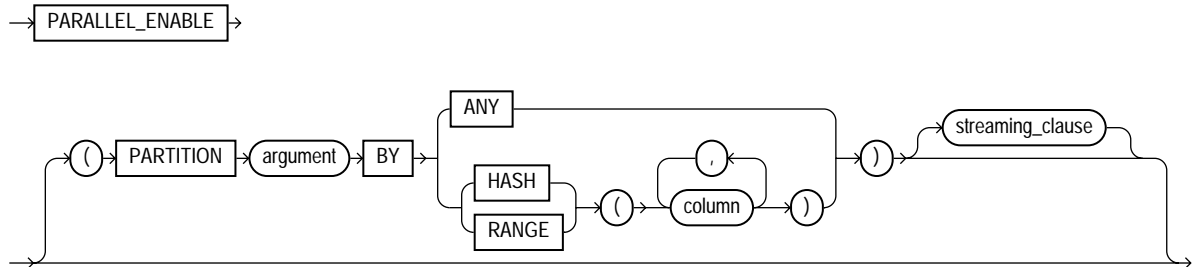 PARALLEL_ENABLE
ANY streaming_clause
( PARTITION argument BY )
HASH ,
( column )
RANGE